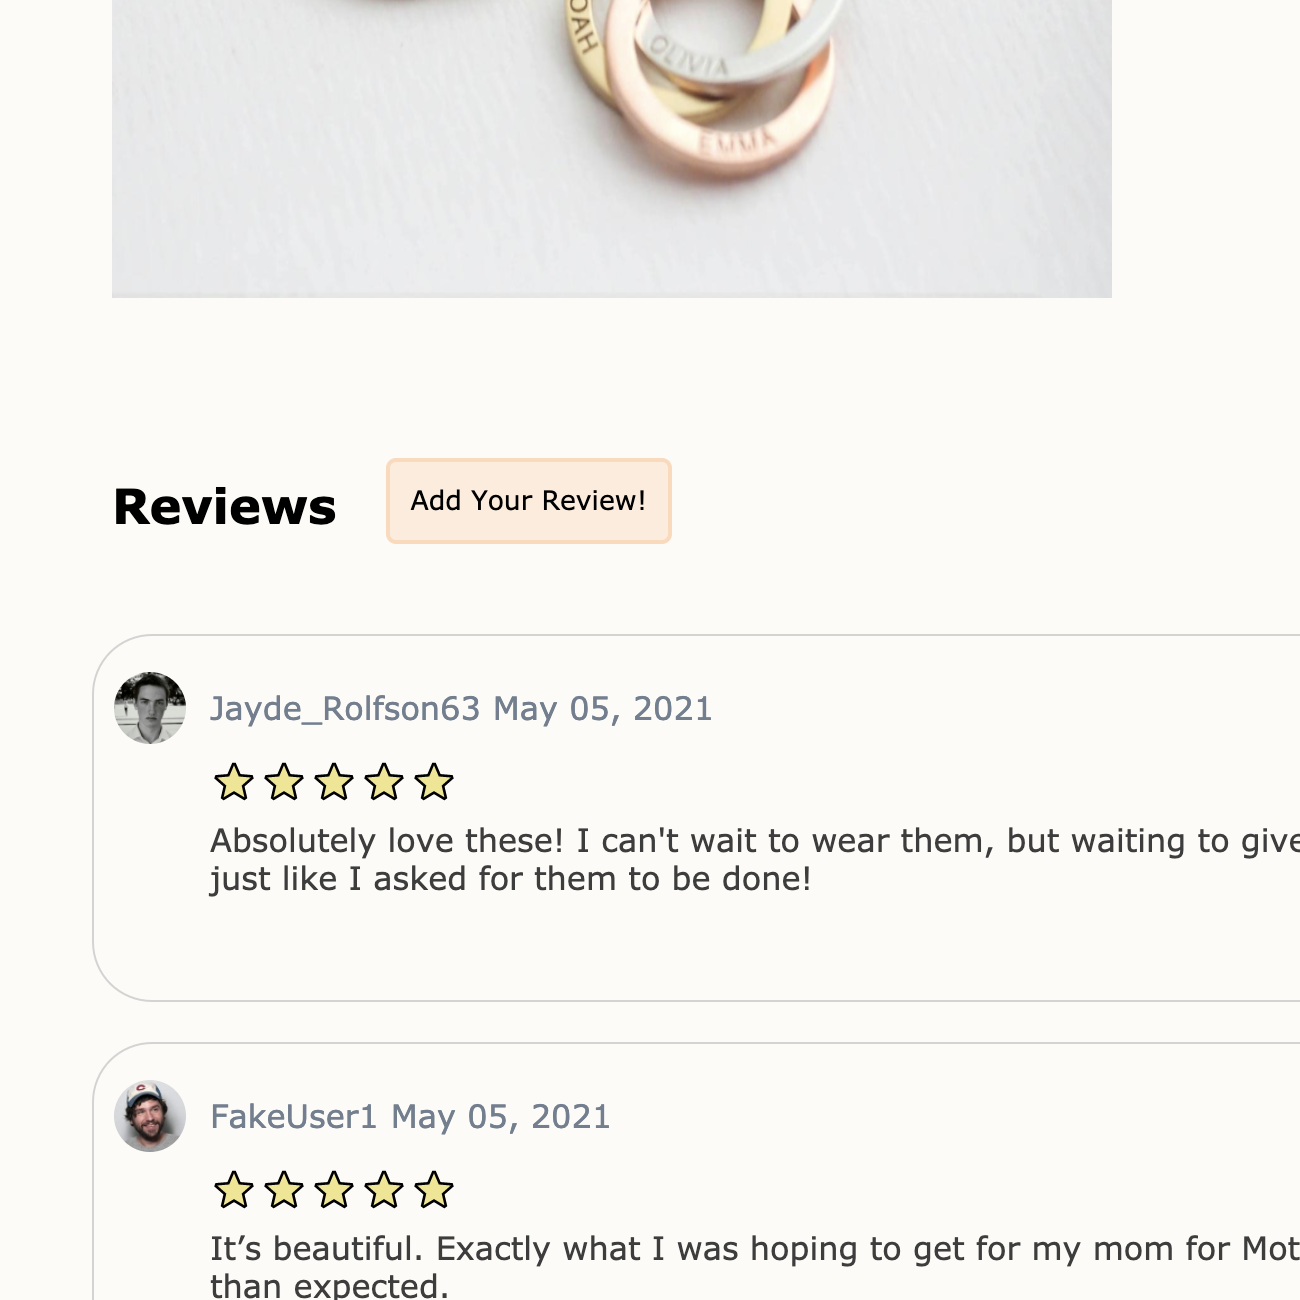 OAH
OLIVIA
EMMA
Reviews
Add Your Review!
Jayde_Rolfson63 May 05, 2021
Absolutely love these! I can't wait to wear them, but waiting to give
just like I asked for them to be done!
C
FakeUser1 May 05, 2021
It’s beautiful. Exactly what I was hoping to get for my mom for Mot
than expected.